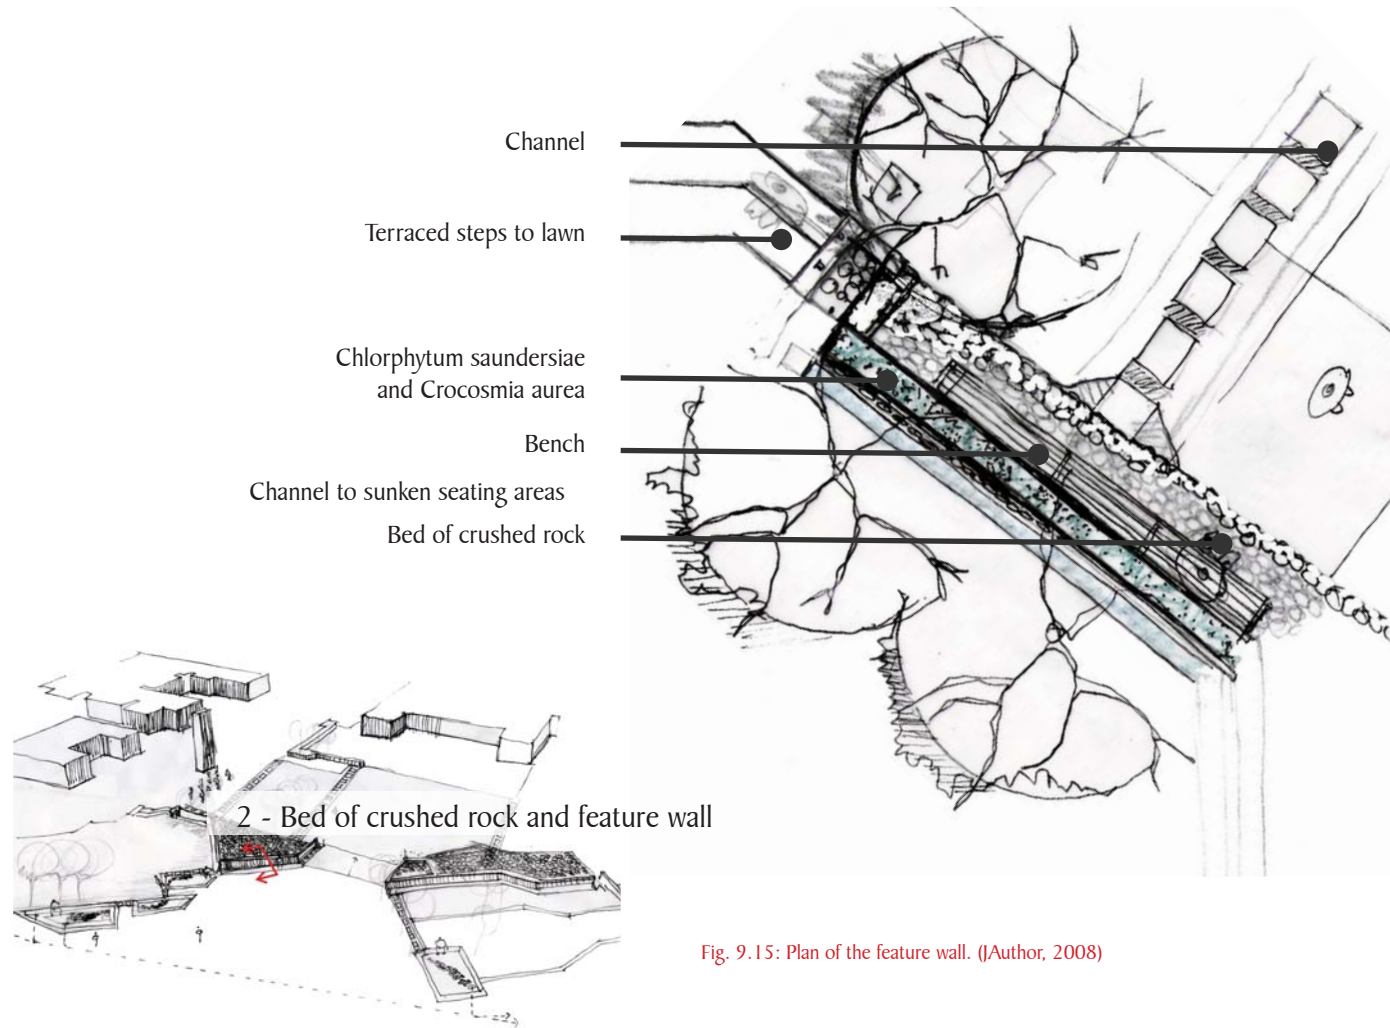 Channel
Terraced steps to lawn
Chlorphytum saundersiae
and Crocosmia aurea
Bench
Channel to sunken seating areas
Bed of crushed rock
2 - Bed of crushed rock and feature wall
Fig. 9.15: Plan of the feature wall. (JAuthor, 2008)